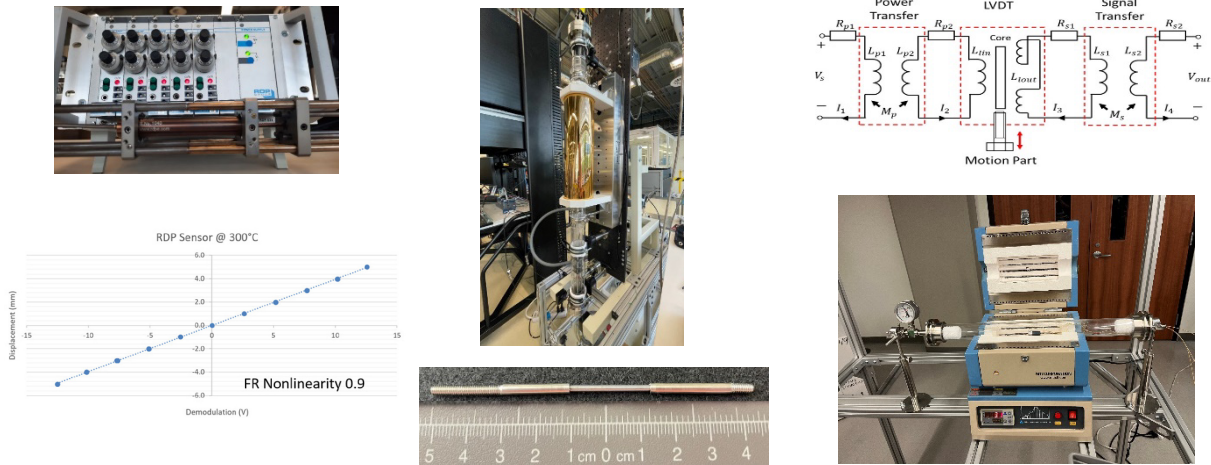 RDP
Power
Transfer
LVDT
Signal
Transfer
Rp1
Rp2
Core
Rs1
Rs2
+
Lp1
Lp2
Llin
Llout
Ls1
Ls2
+
Vs
Vout
−
I1
Mp
I2
I3
Ms
I4
−
Motion Part
RDP Sensor @ 300°C
6.0
4.0
2.0
0.0
-15 -10 -5 0 5 10 15
-2.0
-4.0
-6.0
Displacement (mm)
FR Nonlinearity 0.9
Demodulation (V)
5 4 3 2 1 cm 0 cm 1 2 3 4